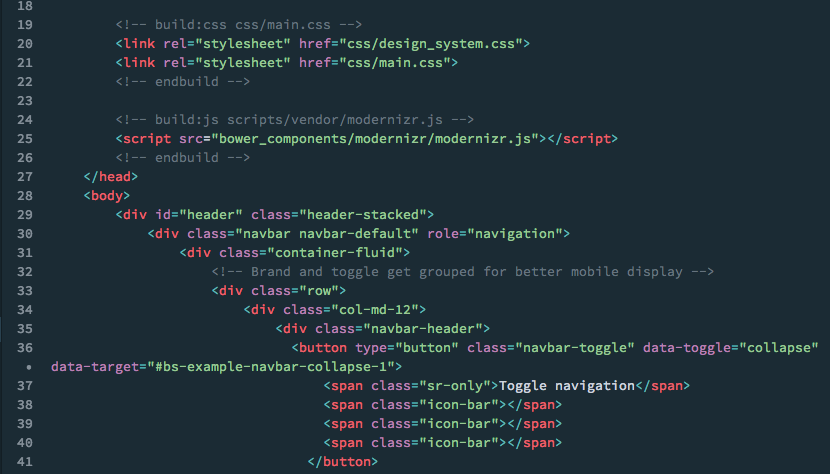 18
19 <!-- build:css css/main.css -->
20 <link rel="stylesheet" href="css/design_system.css">
21 <link rel="stylesheet" href="css/main.css">
22 <!-- endbuild -->
23
24 <!-- build:js scripts/vendor/modernizr.js -->
25 <script src="bower_components/modernizr/modernizr.js"></script>
26 <!-- endbuild -->
27 </head>
28 <body>
29 <div id="header" class="header-stacked">
30 <div class="navbar navbar-default" role="navigation">
31 <div class="container-fluid">
32 <!-- Brand and toggle get grouped for better mobile display -->
33 <div class="row">
34 <div class="col-md-12">
35 <div class="navbar-header">
36 <button type="button" class="navbar-toggle" data-toggle="collapse"
• data-target="#bs-example-navbar-collapse-1">
37 <span class="sr-only">Toggle navigation</span>
38 <span class="icon-bar"></span>
39 <span class="icon-bar"></span>
40 <span class="icon-bar"></span>
41 </button>